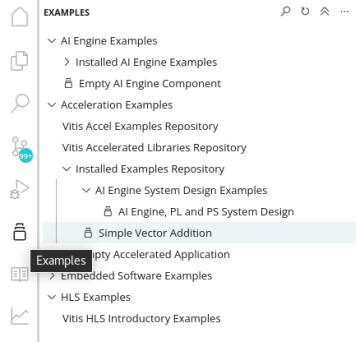 EXAMPLES
AI Engine Examples
Installed AI Engine Examples
Empty AI Engine Component
Acceleration Examples
Vitis Accel Examples Repository
Vitis Accelerated Libraries Repository
Installed Examples Repository
AI Engine System Design Examples
AI Engine, PL and PS System Design
99+
Simple Vector Addition
Accelerated Application
Examples
Embedded Software Examples
HLS Examples
Vitis HLS Introductory Examples